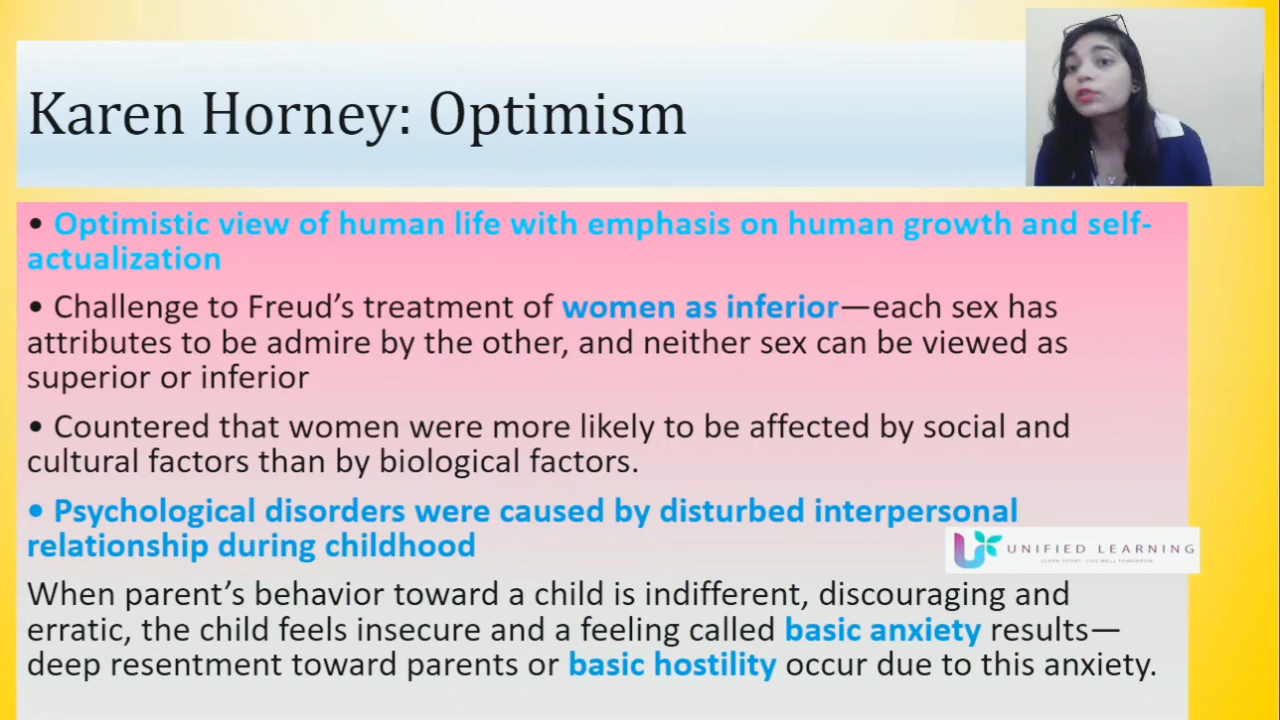 Karen Horney: Optimism
• Optimistic view of human life with emphasis on human growth and self-
actualization
• Challenge to Freud’s treatment of women as inferior—each sex has
attributes to be admire by the other, and neither sex can be viewed as
superior or inferior
• Countered that women were more likely to be affected by social and
cultural factors than by biological factors.
• Psychological disorders were caused by disturbed interpersonal
relationship during childhood
UNIFIED LEARNING
LEARN TODAY, LIVE WELL TOMORROW
When parent’s behavior toward a child is indifferent, discouraging and
erratic, the child feels insecure and a feeling called basic anxiety results—
deep resentment toward parents or basic hostility occur due to this anxiety.